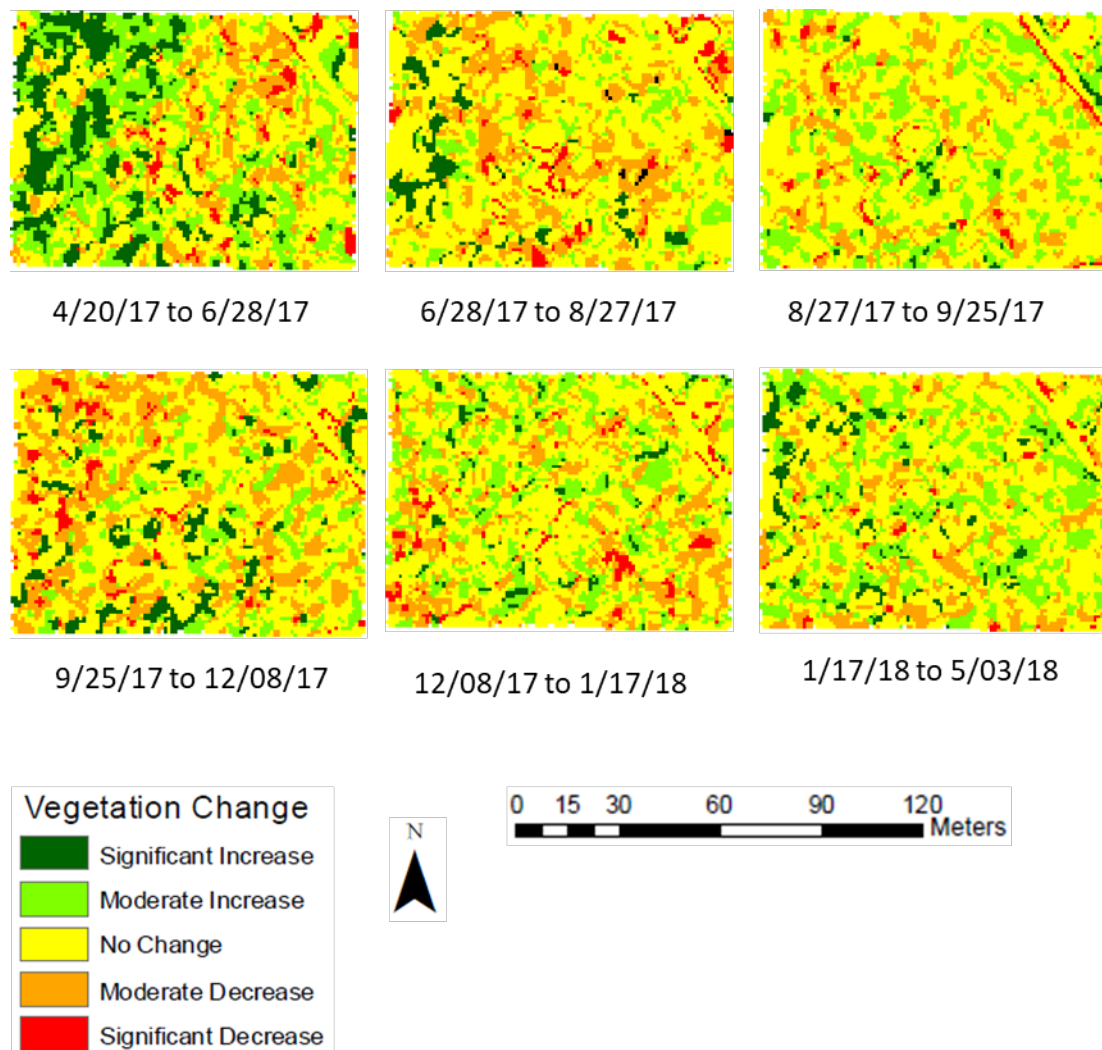 4/20/17 to 6/28/17
6/28/17 to 8/27/17
8/27/17 to 9/25/17
9/25/17 to 12/08/17
12/08/17 to 1/17/18
1/17/18 to 5/03/18
Vegetation Change
Significant Increase
Moderate Increase
No Change
Moderate Decrease
Significant Decrease
N
0 15 30 60 90 120
Meters